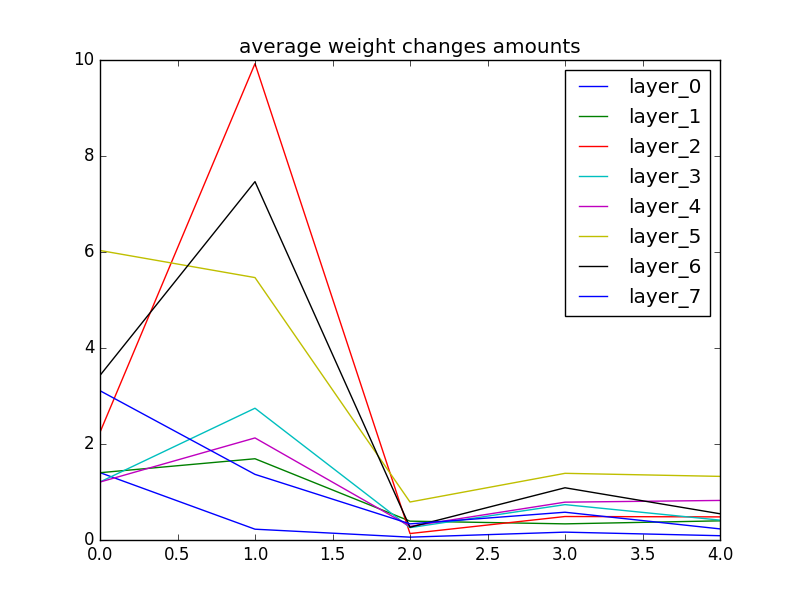 average weight changes amounts
10
8
6
4
2
0
0.0 0.5 1.0 1.5 2.0 2.5 3.0 3.5 4.0
layer_0
layer_1
layer_2
layer_3
layer_4
layer_5
layer_6
layer_7